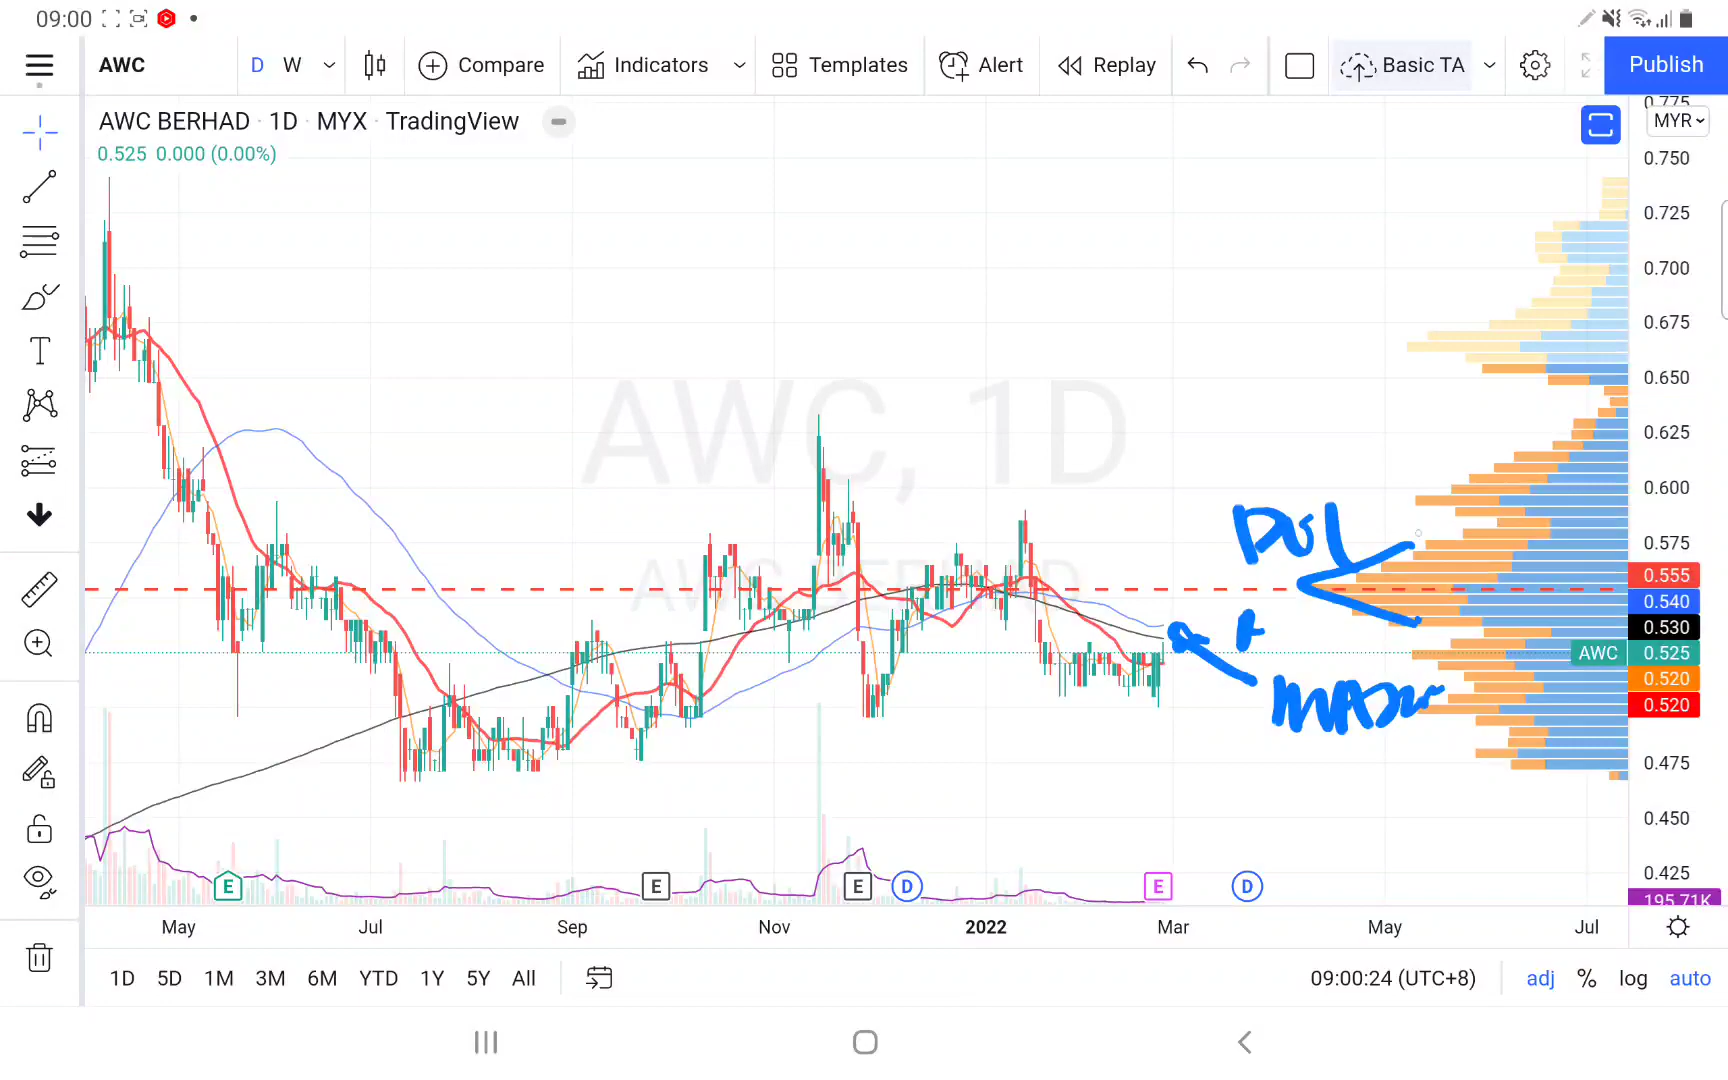 09:00
AWC D W Compare Indicators Templates Alert Replay Basic TA Publish
AWC BERHAD · 1D · MYX · TradingView
0.525 0.000 (0.00%)
MYR
0.775
0.750
0.725
0.700
0.675
0.650
0.625
0.600
0.575
0.555
0.540
0.530
AWC 0.525
0.520
0.520
0.475
0.450
0.425
195.71K
AWC, 1D
AWC BERHAD
E E E D E D
May Jul Sep Nov 2022 Mar May Jul
1D 5D 1M 3M 6M YTD 1Y 5Y All
09:00:24 (UTC+8) adj % log auto